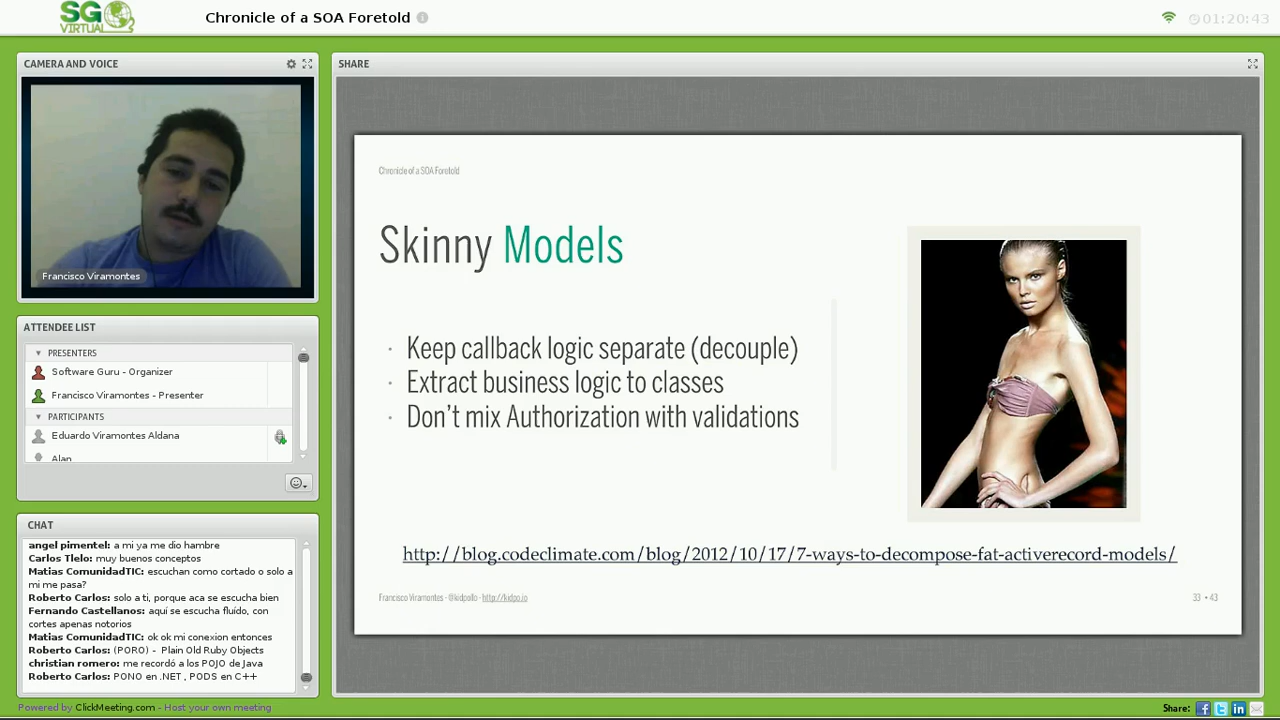 SG
VIRTUAL
Chronicle of a SOA Foretold
01:20:43
CAMERA AND VOICE
Francisco Viramontes
ATTENDEE LIST
PRESENTERS
Software Guru - Organizer
Francisco Viramontes - Presenter
PARTICIPANTS
Eduardo Viramontes Aldana
Alan
CHAT
angel pimentel: a mi ya me dio hambre
Carlos Tlelo: muy buenos conceptos
Matias ComunidadTIC: escuchan como cortado o solo a
mi me pasa?
Roberto Carlos: solo a ti, porque aca se escucha bien
Fernando Castellanos: aquí se escucha fluído, con
cortes apenas notorios
Matias ComunidadTIC: ok ok mi conexion entonces
Roberto Carlos: (PORO) - Plain Old Ruby Objects
christian romero: me recordó a los POJO de Java
Roberto Carlos: PONO en .NET , PODS en C++
SHARE
Chronicle of a SOA Foretold
Skinny Models
· Keep callback logic separate (decouple)
· Extract business logic to classes
· Don't mix Authorization with validations
http://blog.codeclimate.com/blog/2012/10/17/7-ways-to-decompose-fat-activerecord-models/
Francisco Viramontes - @kidpollo - http://kidpo.io
33 • 43
Powered by ClickMeeting.com - Host your own meeting
Share: